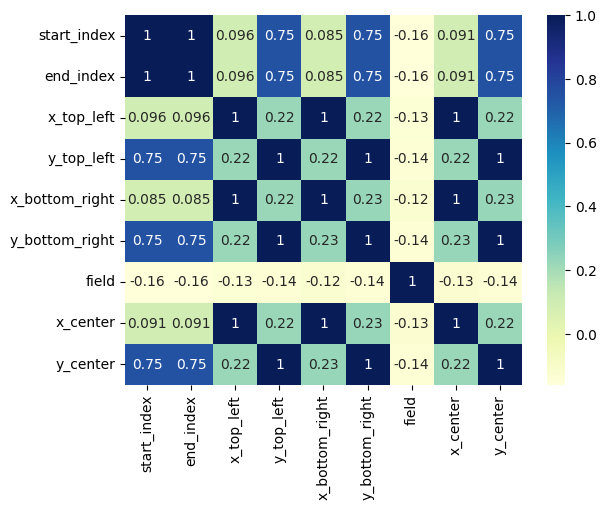 start_index 1 1 0.096 0.75 0.085 0.75 -0.16 0.091 0.75
end_index 1 1 0.096 0.75 0.085 0.75 -0.16 0.091 0.75
x_top_left 0.096 0.096 1 0.22 1 0.22 -0.13 1 0.22
y_top_left 0.75 0.75 0.22 1 0.22 1 -0.14 0.22 1
x_bottom_right 0.085 0.085 1 0.22 1 0.23 -0.12 1 0.23
y_bottom_right 0.75 0.75 0.22 1 0.23 1 -0.14 0.23 1
field -0.16 -0.16 -0.13 -0.14 -0.12 -0.14 1 -0.13 -0.14
x_center 0.091 0.091 1 0.22 1 0.23 -0.13 1 0.22
y_center 0.75 0.75 0.22 1 0.23 1 -0.14 0.22 1
start_index
end_index
x_top_left
y_top_left
x_bottom_right
y_bottom_right
field
x_center
y_center
1.0
0.8
0.6
0.4
0.2
0.0